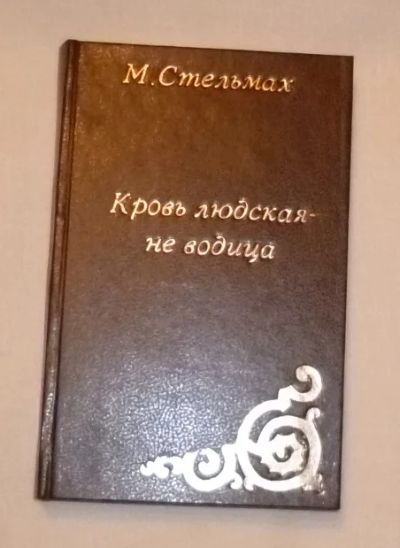 М. Стельмах
Кровь людская-
не водица